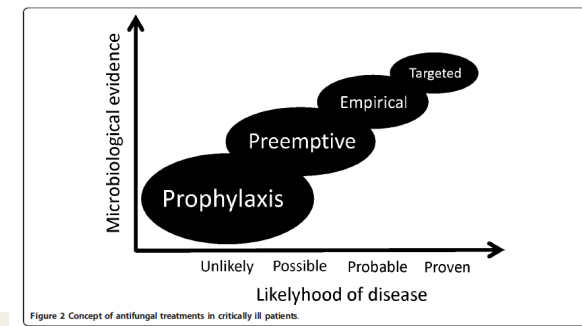 Microbiological evidence
Targeted
Empirical
Preemptive
Prophylaxis
Unlikely Possible Probable Proven
Likelyhood of disease
Figure 2 Concept of antifungal treatments in critically ill patients.